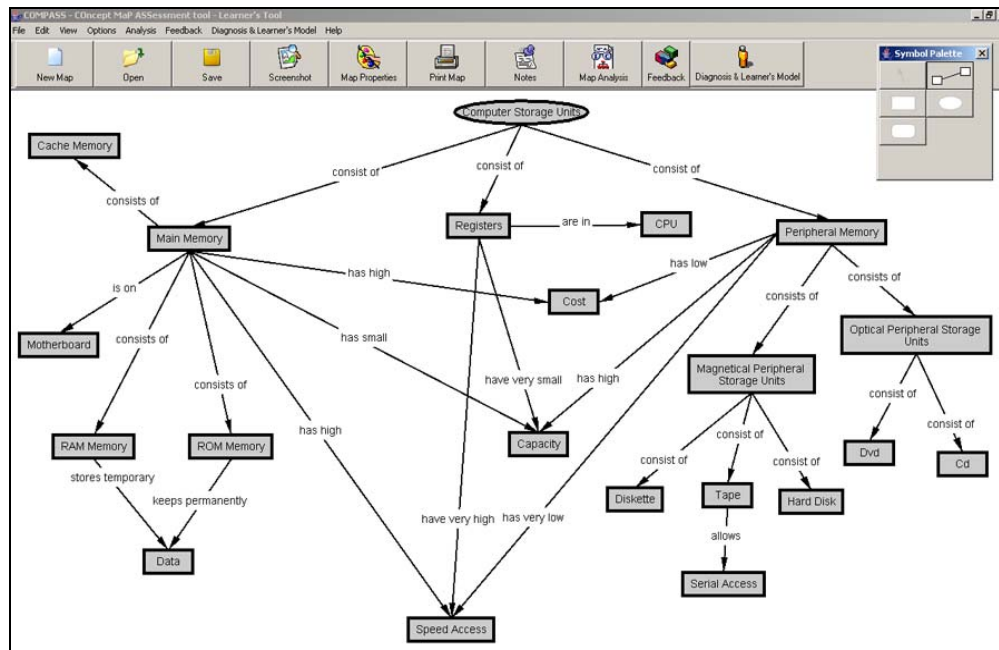 COMPASS - COncept MaP ASSessment tool - Learner's Tool
File Edit View Options Analysis Feedback Diagnosis & Learner's Model Help
New Map Open Save Screenshot Map Properties Print Map Notes Map Analysis Feedback Diagnosis & Learner's Model
Symbol Palette
Computer Storage Units
Cache Memory
consist of
consist of
consist of
consists of
Main Memory
Registers
are in
CPU
Peripheral Memory
has high
has low
consists of
is on
consists of
Cost
Motherboard
consists of
has small
Optical Peripheral Storage
Units
Magnetical Peripheral
Storage Units
consists of
have very small
has high
consist of
consist of
has high
RAM Memory
ROM Memory
Capacity
consist of
Dvd
Cd
stores temporary
consist of
consist of
keeps permanently
Diskette
Tape
Hard Disk
have very high
has very low
allows
Data
Serial Access
Speed Access